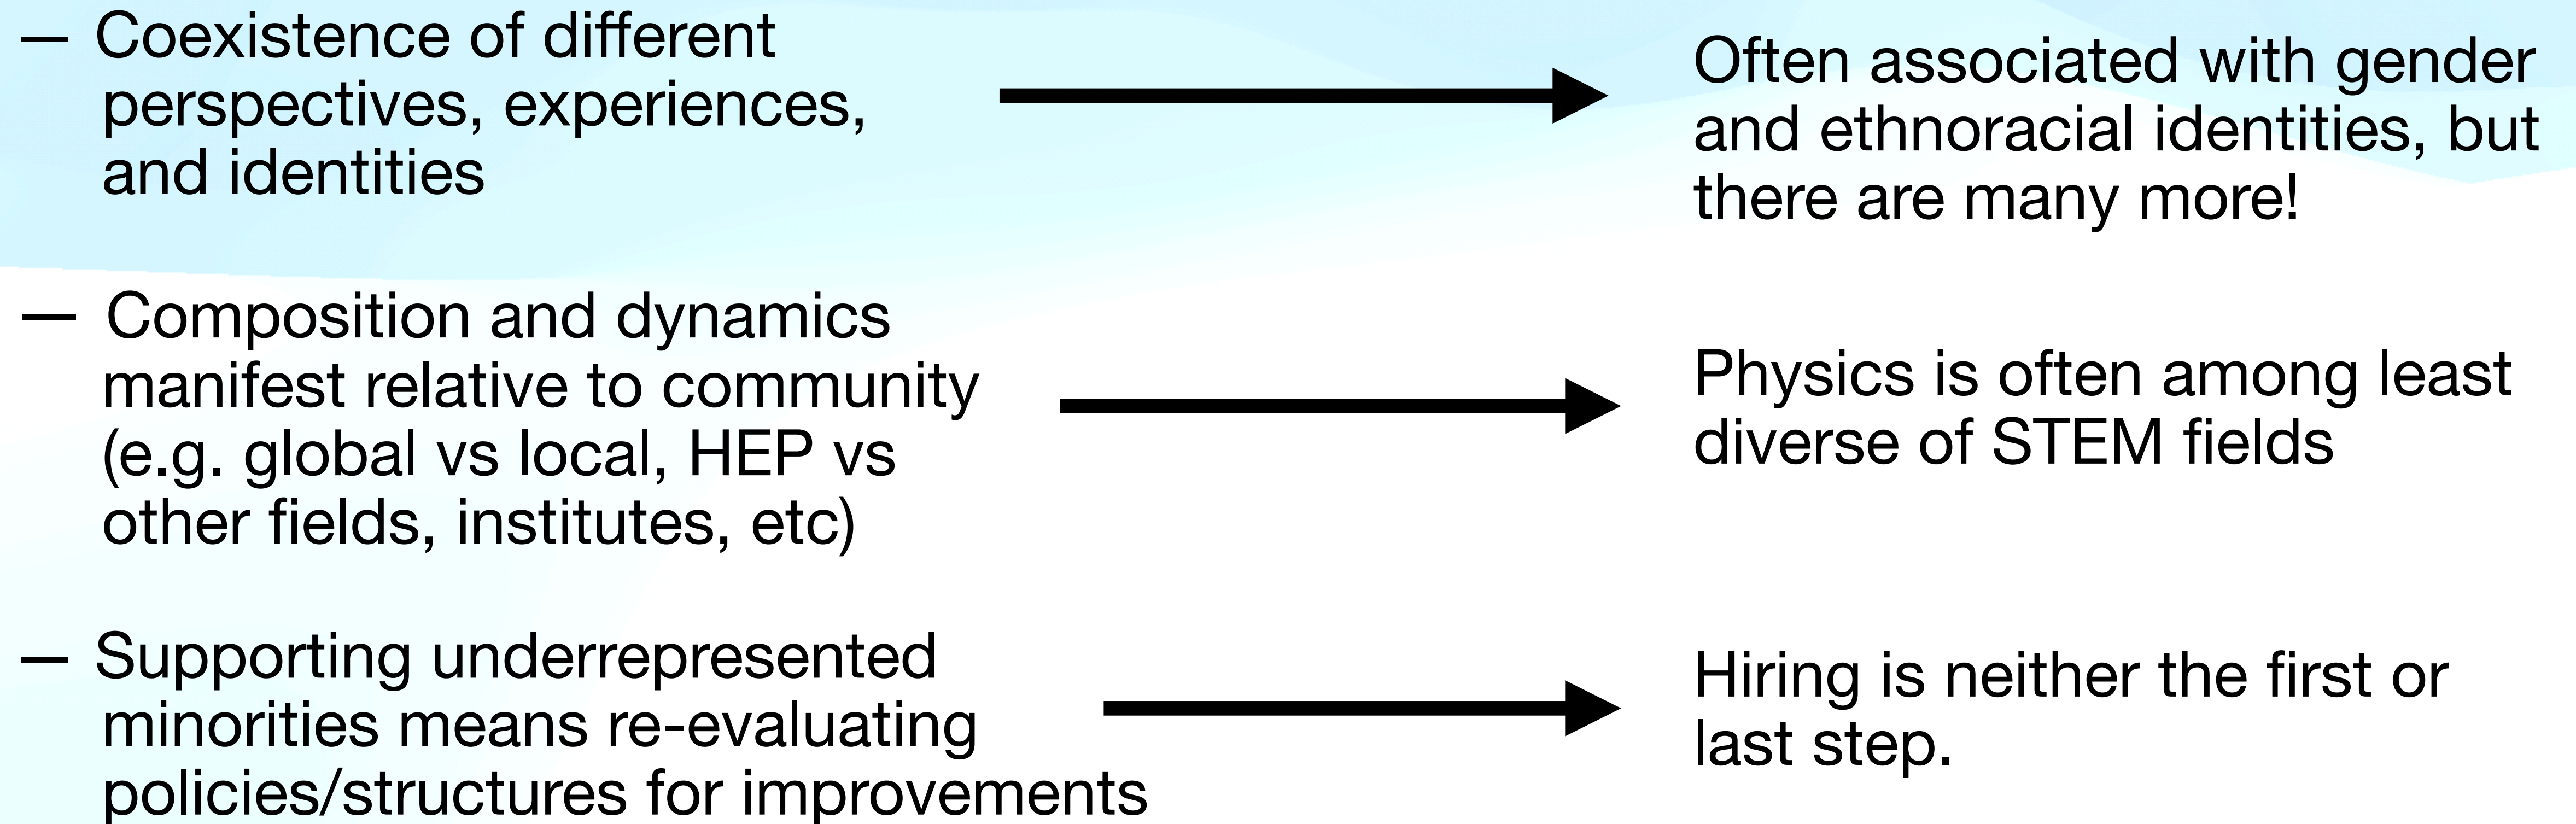 — Coexistence of different
perspectives, experiences,
and identities
Often associated with gender
and ethnoracial identities, but
there are many more!
— Composition and dynamics
manifest relative to community
(e.g. global vs local, HEP vs
other fields, institutes, etc)
Physics is often among least
diverse of STEM fields
— Supporting underrepresented
minorities means re-evaluating
policies/structures for improvements
Hiring is neither the first or
last step.